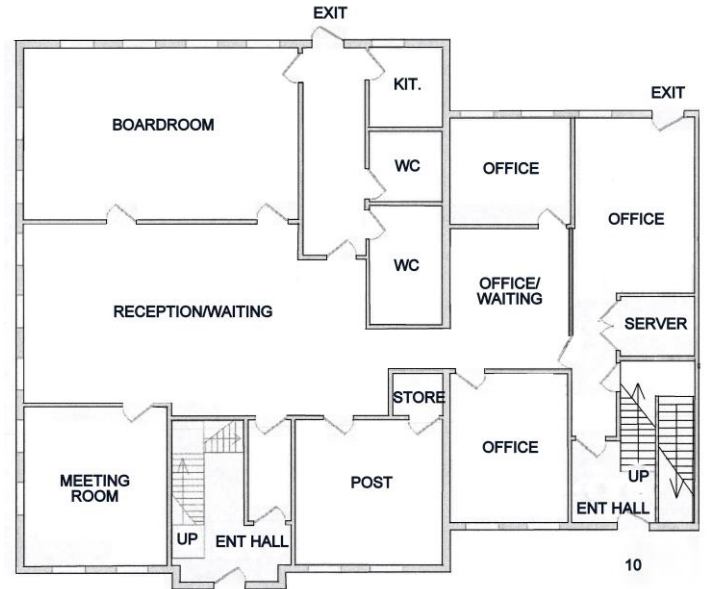 EXIT
KIT.
EXIT
BOARDROOM
WC
OFFICE
OFFICE
WC
OFFICE/
WAITING
RECEPTION/WAITING
SERVER
STORE
OFFICE
MEETING
ROOM
POST
UP
ENT HALL
UP
ENT HALL
10